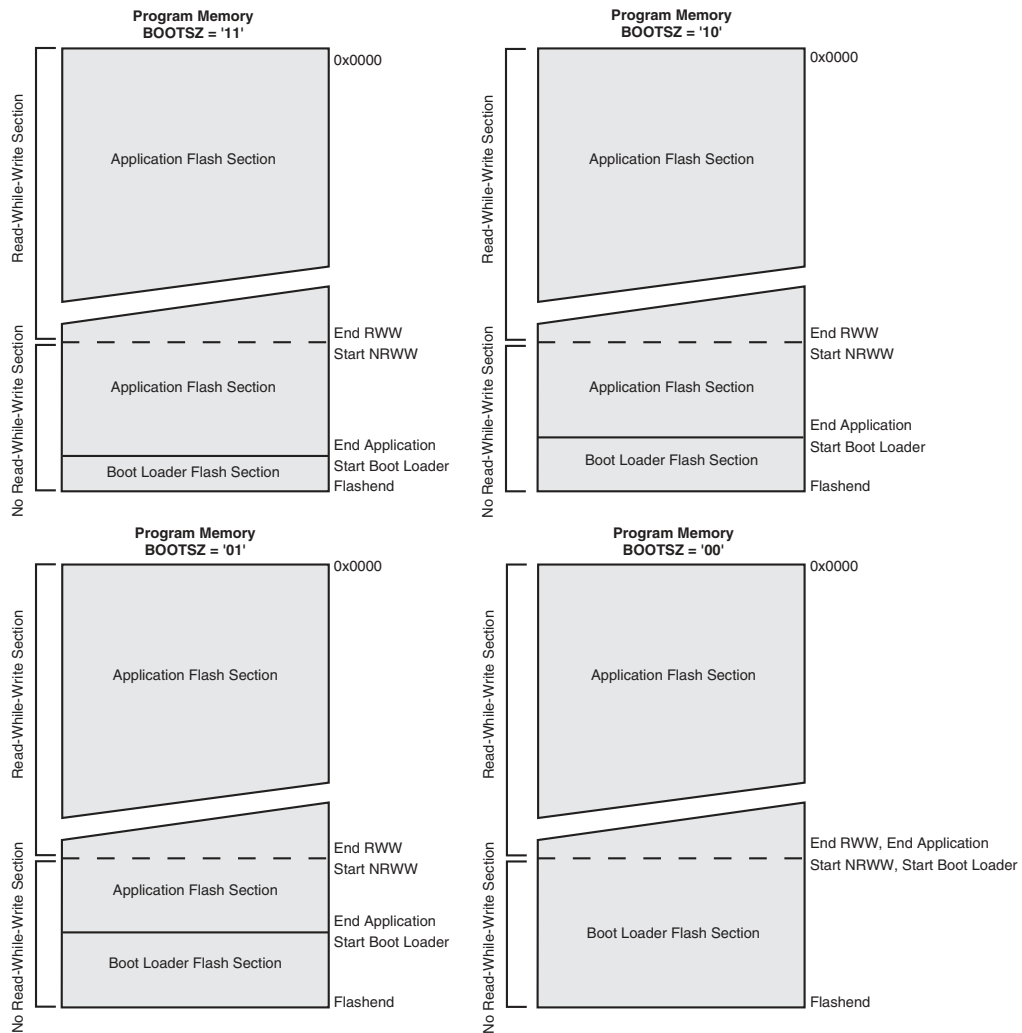 Program Memory
BOOTSZ = '11'
0x0000
Read-While-Write Section
Application Flash Section
End RWW
Start NRWW
No Read-While-Write Section
Application Flash Section
End Application
Start Boot Loader
Boot Loader Flash Section
Flashend
Program Memory
BOOTSZ = '10'
0x0000
Read-While-Write Section
Application Flash Section
End RWW
Start NRWW
No Read-While-Write Section
Application Flash Section
End Application
Start Boot Loader
Boot Loader Flash Section
Flashend
Program Memory
BOOTSZ = '01'
0x0000
Read-While-Write Section
Application Flash Section
End RWW
Start NRWW
No Read-While-Write Section
Application Flash Section
End Application
Start Boot Loader
Boot Loader Flash Section
Flashend
Program Memory
BOOTSZ = '00'
0x0000
Read-While-Write Section
Application Flash Section
End RWW, End Application
Start NRWW, Start Boot Loader
No Read-While-Write Section
Boot Loader Flash Section
Flashend